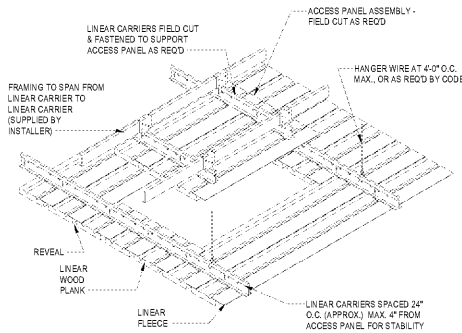 LINEAR CARRIERS FIELD CUT
& FASTENED TO SUPPORT
ACCESS PANEL AS REQ'D
ACCESS PANEL ASSEMBLY -
FIELD CUT AS REQ'D
HANGER WIRE AT 4'-0" O.C.
MAX., OR AS REQ'D BY CODE
FRAMING TO SPAN FROM
LINEAR CARRIER TO
LINEAR CARRIER
(SUPPLIED BY
INSTALLER)
REVEAL
LINEAR
WOOD
PLANK
LINEAR
FLEECE
LINEAR CARRIERS SPACED 24"
O.C. (APPROX.) MAX. 4" FROM
ACCESS PANEL FOR STABILITY